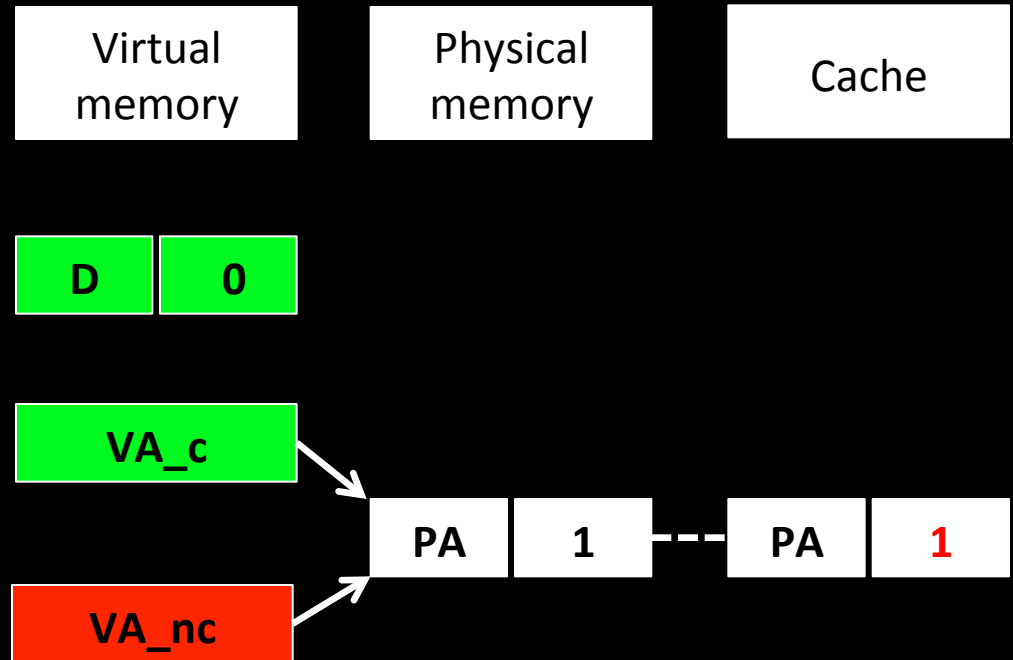 Virtual
memory
Physical
memory
Cache
D 0
VA_c
PA 1 PA 1
VA_nc